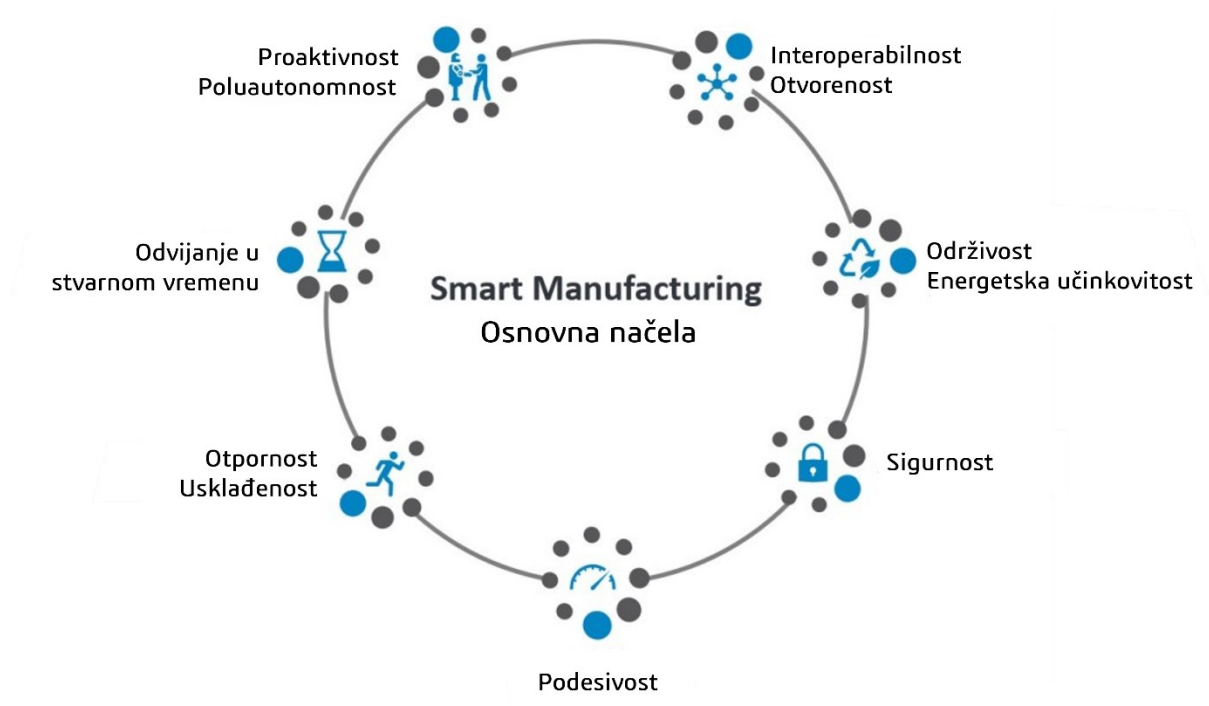 Proaktivnost
Poluautonomnost
Interoperabilnost
Otvorenost
Odvijanje u
stvarnom vremenu
Održivost
Energetska učinkovitost
Smart Manufacturing
Osnovna načela
Otpornost
Usklađenost
Sigurnost
Podesivost